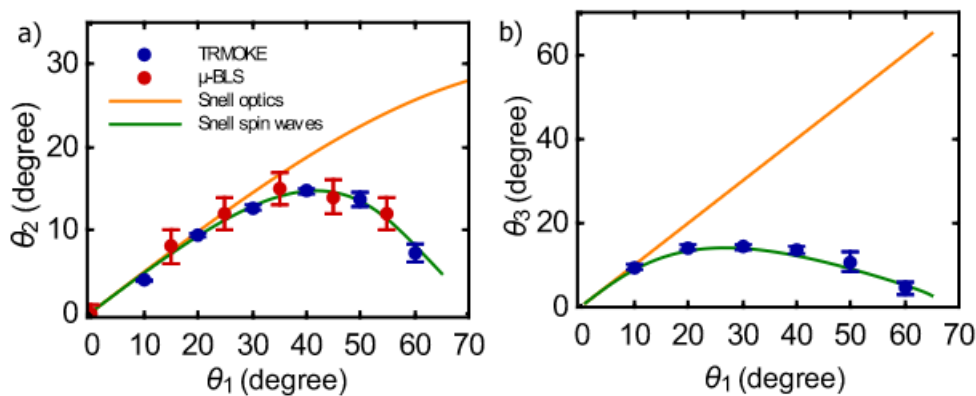 a)
TRMOKE
μ-BLS
Snell optics
Snell spin waves
30
20
10
0
θ2 (degree)
0 10 20 30 40 50 60 70
θ1 (degree)
b)
60
40
20
0
θ3 (degree)
10 20 30 40 50 60 70
θ1 (degree)